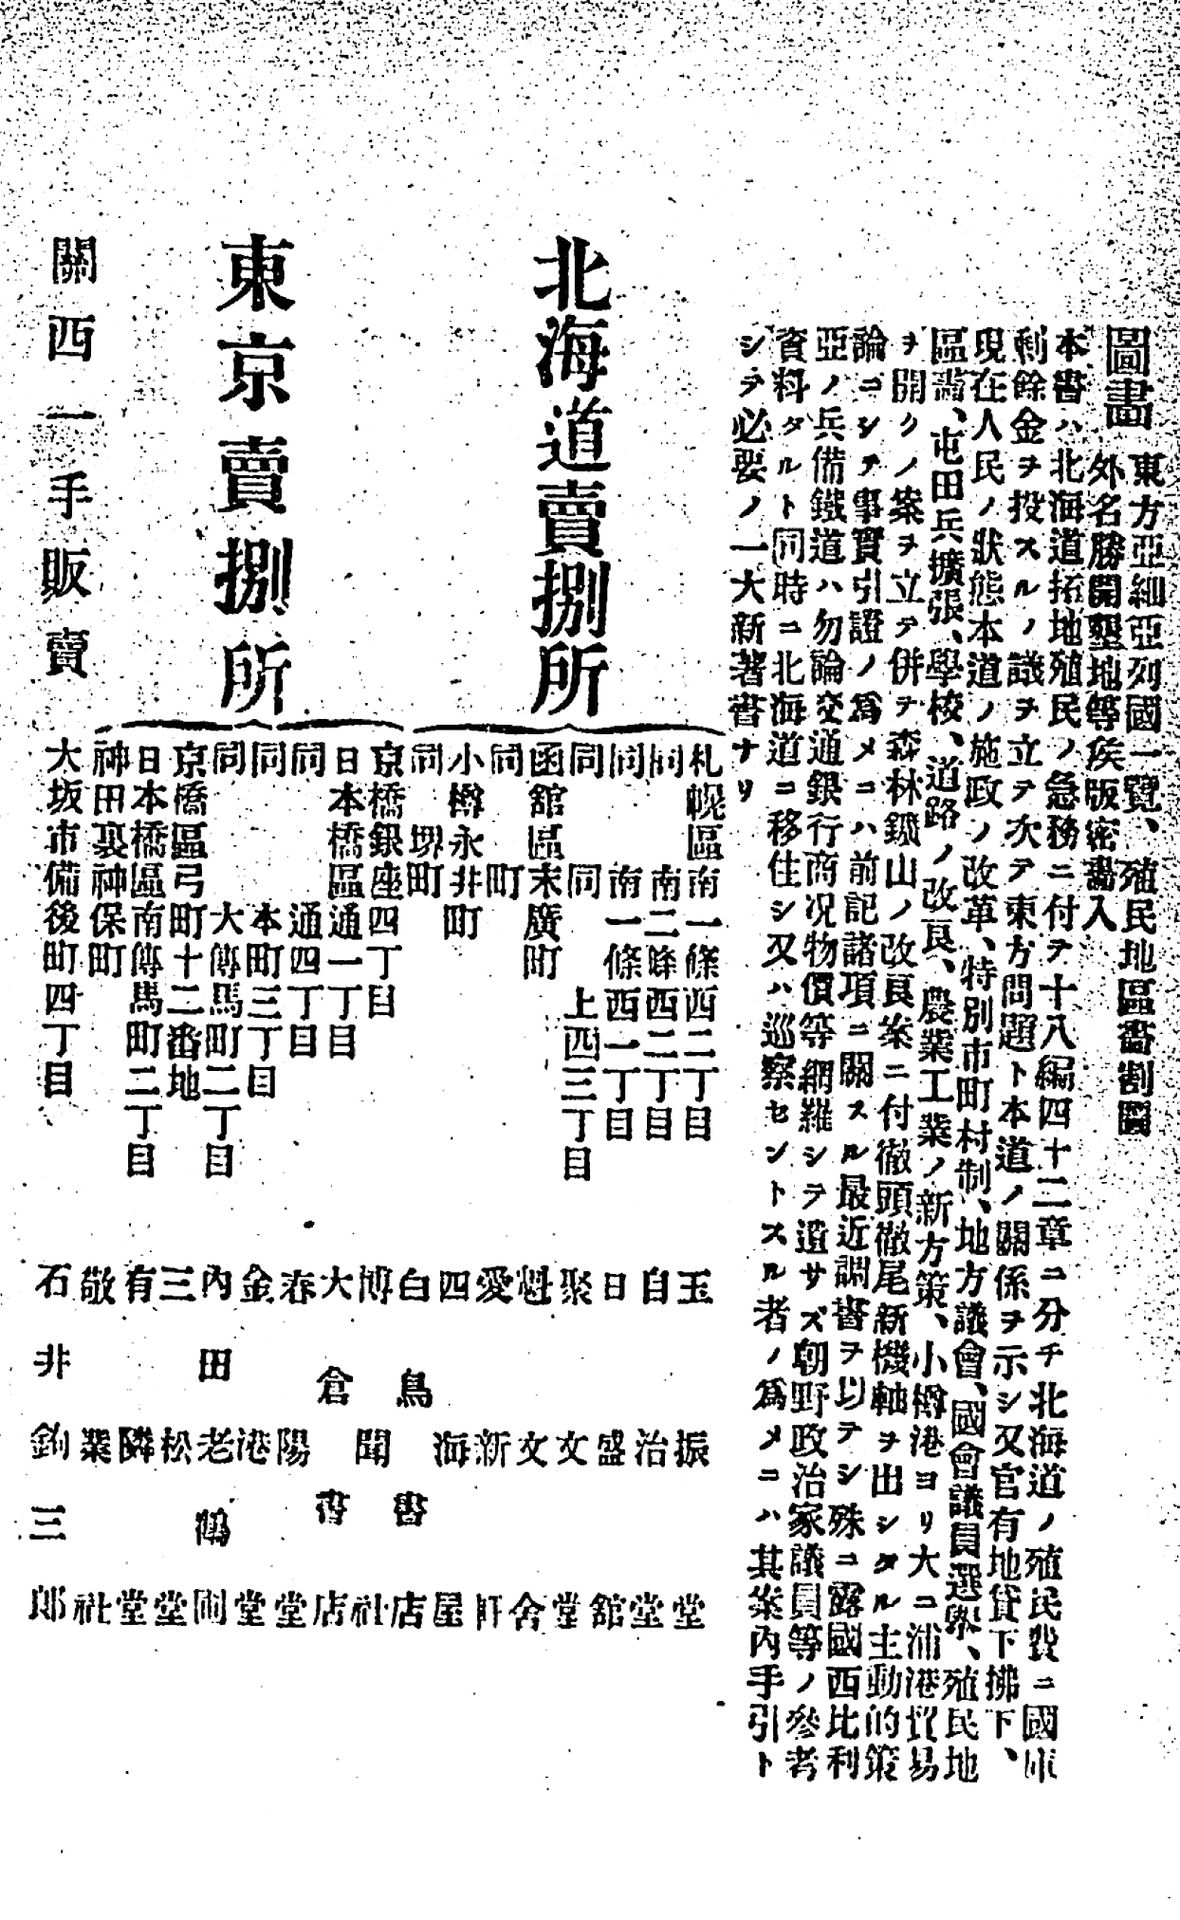 圖畫
東方亞細亞列國一覽、殖民地區畫割圖
外名勝開墾地等疾版密畫入
本書ハ北海道拓地殖民ノ急務ニ付ヲ十八編四十二章ニ分チ北海道ノ殖民費ニ國庫
剩餘金ヲ投スルノ議ヲ立テ次テ東方問題ト本道ノ關係ヲ示シ又官有地貸下拂下、
現在人民ノ狀態本道ノ施政ノ改革、特別市町村制、地方議會、國會議員選擧、殖民地
區畫、屯田兵擴張、學校、道路ノ改良、農業工業ノ新方策、小樽港ヨリ大ニ浦港貿易
ヲ開クノ案ヲ立テ併テ森林鑛山ノ改良案ニ付徹頭徹尾新機軸ヲ出シタル主動的策
論ニシテ事實引證ノ爲メニハ前記諸項ニ關スル最近調書ヲ以テシ殊ニ露國西比利
亞ノ兵備鐵道ハ勿論交通銀行商况物價等網羅シテ遺サズ朝野政治家議員等ノ參考
資料タルト同時ニ北海道ニ移住シ又ハ巡察セントスル者ノ爲メニハ其案內手引ト
シテ必要ノ一大新著書ナリ
北海道賣捌所
札幌區南一條西二丁目 玉振堂
同 南二條西二丁目 自治堂
同 南一條西一丁目 日盛舘
同 同 上西三丁目 聚文堂
函舘區末廣町 魁文舍
同 町 愛新軒
小樽永井町 四海屋
同 堺町 白鳥書店
東京賣捌所
京橋銀座四丁目 博聞社
日本橋區通一丁目 大倉書店
同 通四丁目 春陽堂
同 本町三丁目 金港堂
同 大傳馬町二丁目 內田老鶴圃
京橋區弓町十二番地 三松堂
日本橋區南傳馬町二丁目 有隣堂
神田裏神保町 敬業社
關西一手販賣
大坂市備後町四丁目 石井鈞三郎